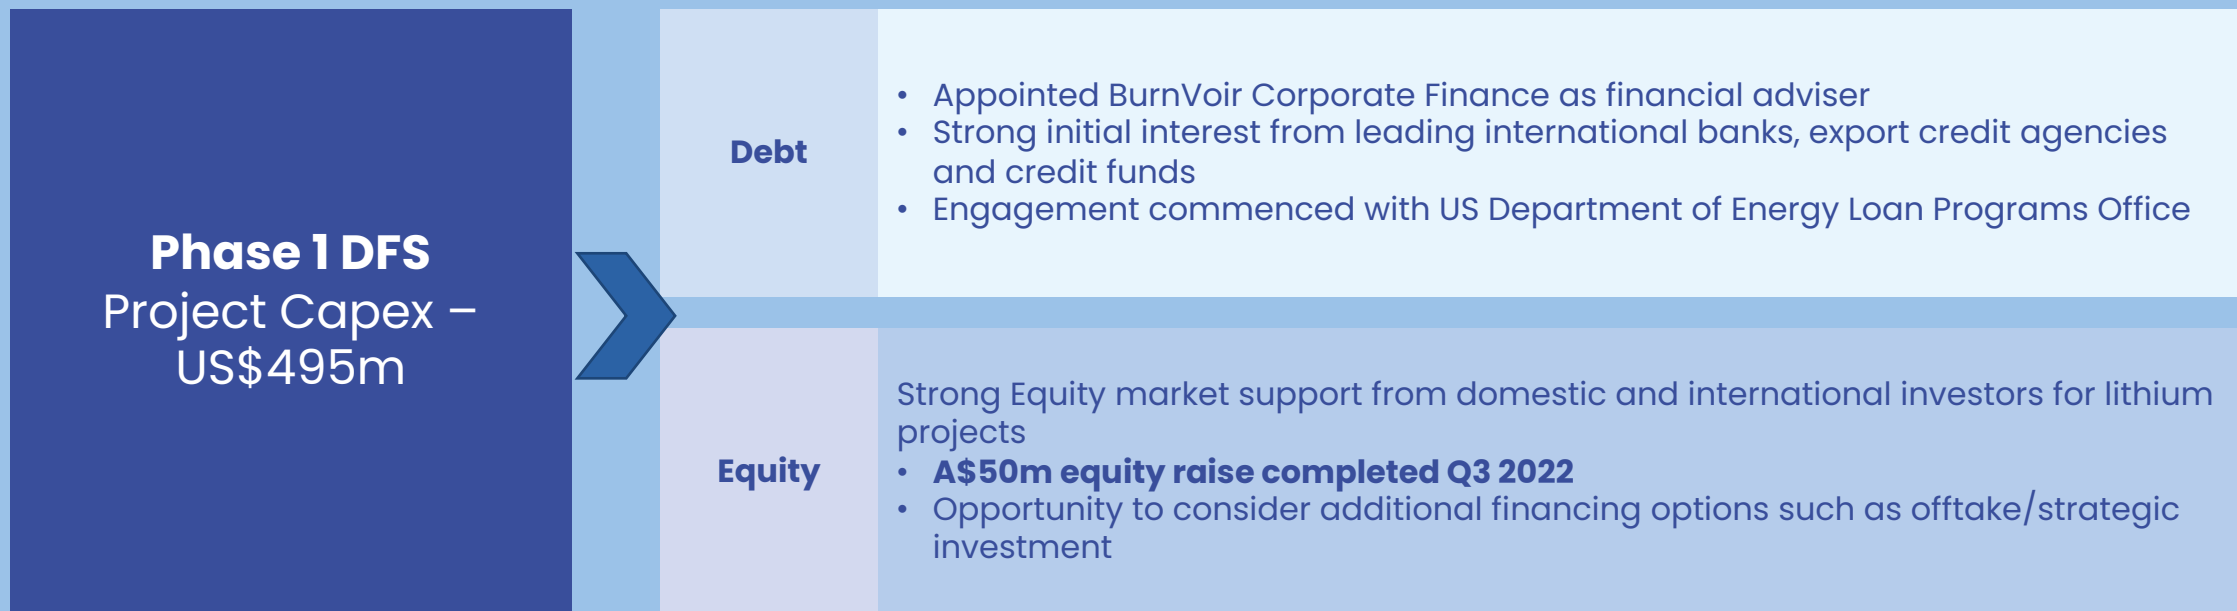 Phase 1 DFS
Project Capex –
US$495m
Debt
• Appointed BurnVoir Corporate Finance as financial adviser
• Strong initial interest from leading international banks, export credit agencies
and credit funds
• Engagement commenced with US Department of Energy Loan Programs Office
Equity
Strong Equity market support from domestic and international investors for lithium
projects
• A$50m equity raise completed Q3 2022
• Opportunity to consider additional financing options such as offtake/strategic
investment